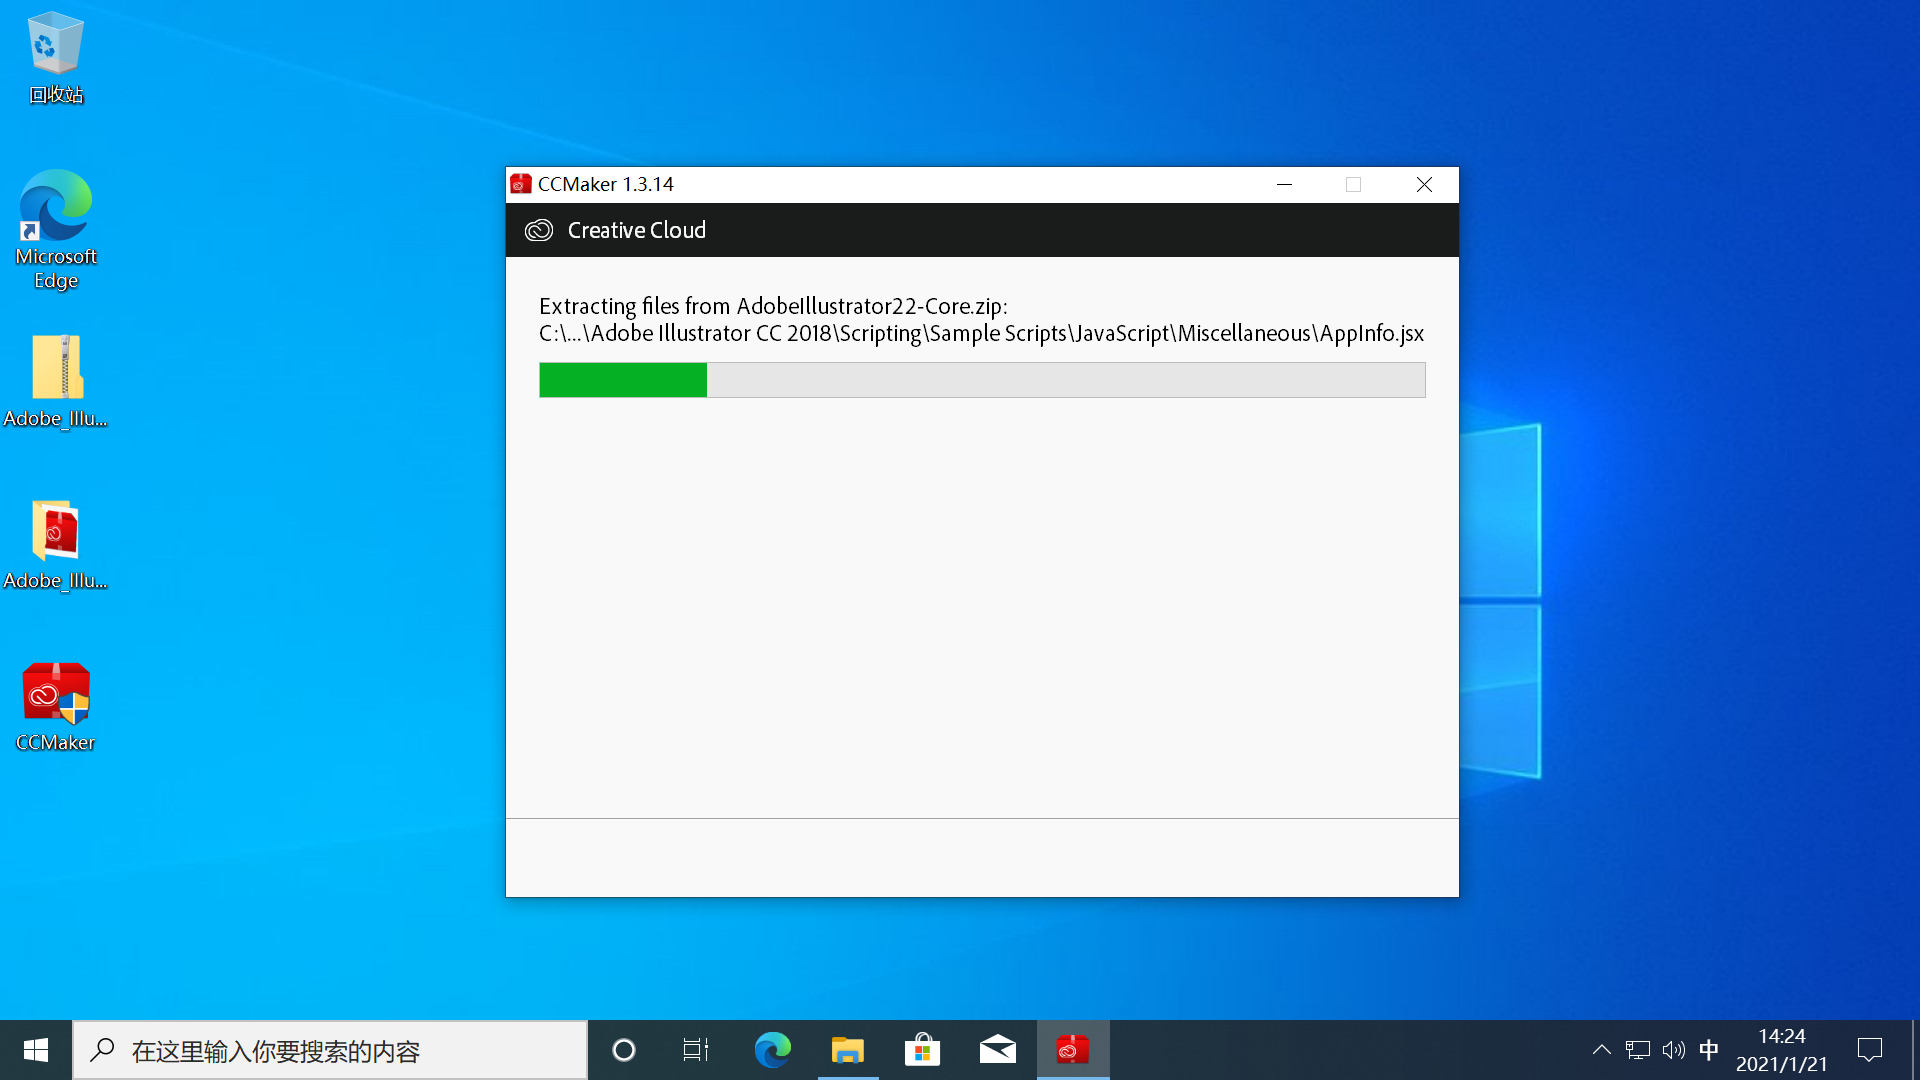 回收站
Microsoft
Edge
Adobe_Illu...
Adobe_Illu...
CCMaker
CCMaker 1.3.14
Creative Cloud
Extracting files from AdobeIllustrator22-Core.zip:
C:\...\Adobe Illustrator CC 2018\Scripting\Sample Scripts\JavaScript\Miscellaneous\AppInfo.jsx
在这里输入你要搜索的内容
中
14:24
2021/1/21